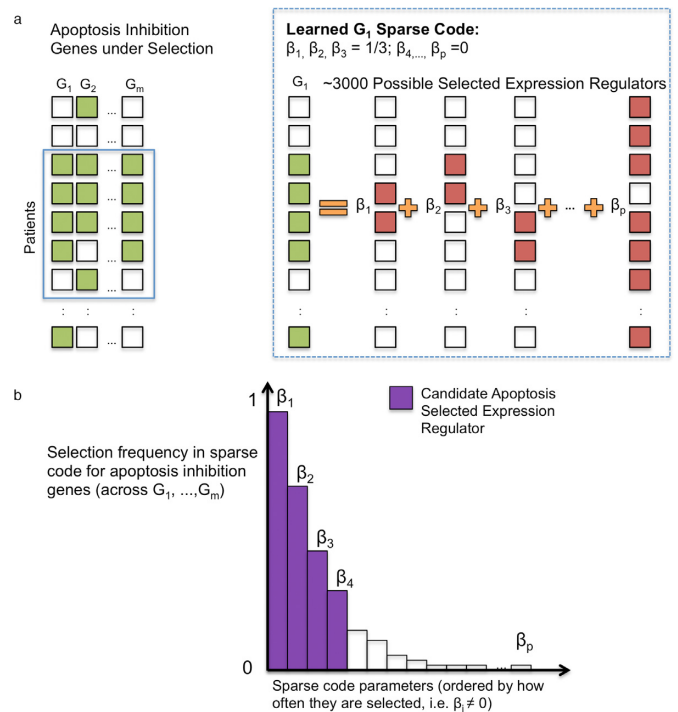 a
Apoptosis Inhibition
Genes under Selection
G1 G2 ... Gm
...
...
...
...
...
...
...
: : :
...
Patients
Learned G1 Sparse Code:
β1, β2, β3 = 1/3; β4,..., βp =0
G1 ~3000 Possible Selected Expression Regulators
= β1 + β2 + β3 + ... + βp
: : : : :
b
1
β1
β2
β3
β4
βp
Candidate Apoptosis
Selected Expression
Regulator
Selection frequency in sparse
code for apoptosis inhibition
genes (across G1, ...,Gm)
...
0
Sparse code parameters (ordered by how
often they are selected, i.e. βi ≠ 0)